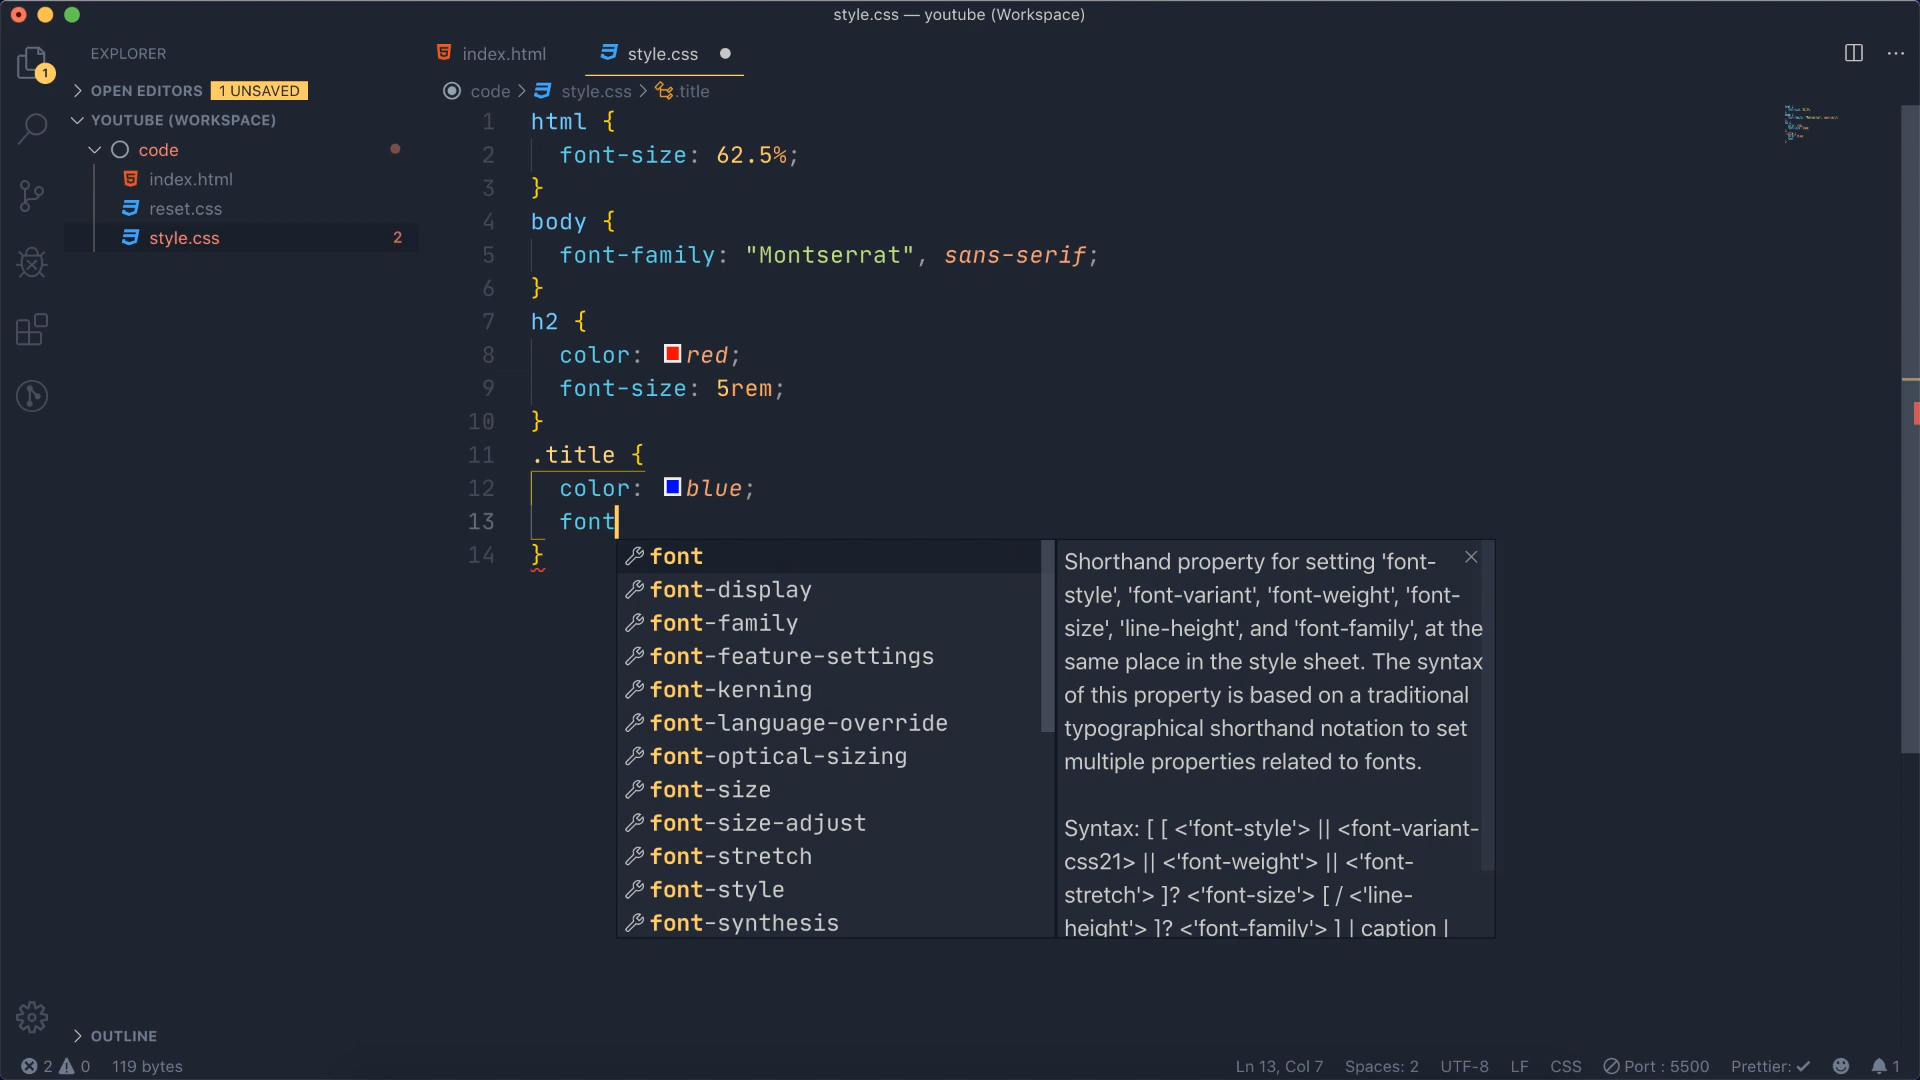 style.css — youtube (Workspace)
EXPLORER
OPEN EDITORS 1 UNSAVED
YOUTUBE (WORKSPACE)
code
index.html
reset.css
style.css 2
1
index.html
style.css
code > style.css > .title
1 html {
2 font-size: 62.5%;
3 }
4 body {
5 font-family: "Montserrat", sans-serif;
6 }
7 h2 {
8 color: red;
9 font-size: 5rem;
10 }
11 .title {
12 color: blue;
13 font
14 }
font
font-display
font-family
font-feature-settings
font-kerning
font-language-override
font-optical-sizing
font-size
font-size-adjust
font-stretch
font-style
font-synthesis
Shorthand property for setting 'font-
style', 'font-variant', 'font-weight', 'font-
size', 'line-height', and 'font-family', at the
same place in the style sheet. The syntax
of this property is based on a traditional
typographical shorthand notation to set
multiple properties related to fonts.
Syntax: [ [ <'font-style'> || <font-variant-
css21> || <'font-weight'> || <'font-
stretch'> ]? <'font-size'> [ / <'line-
height'> ]? <'font-family'> ] | caption |
OUTLINE
2 0 119 bytes
Ln 13, Col 7 Spaces: 2 UTF-8 LF CSS Port : 5500 Prettier: ✓ 1